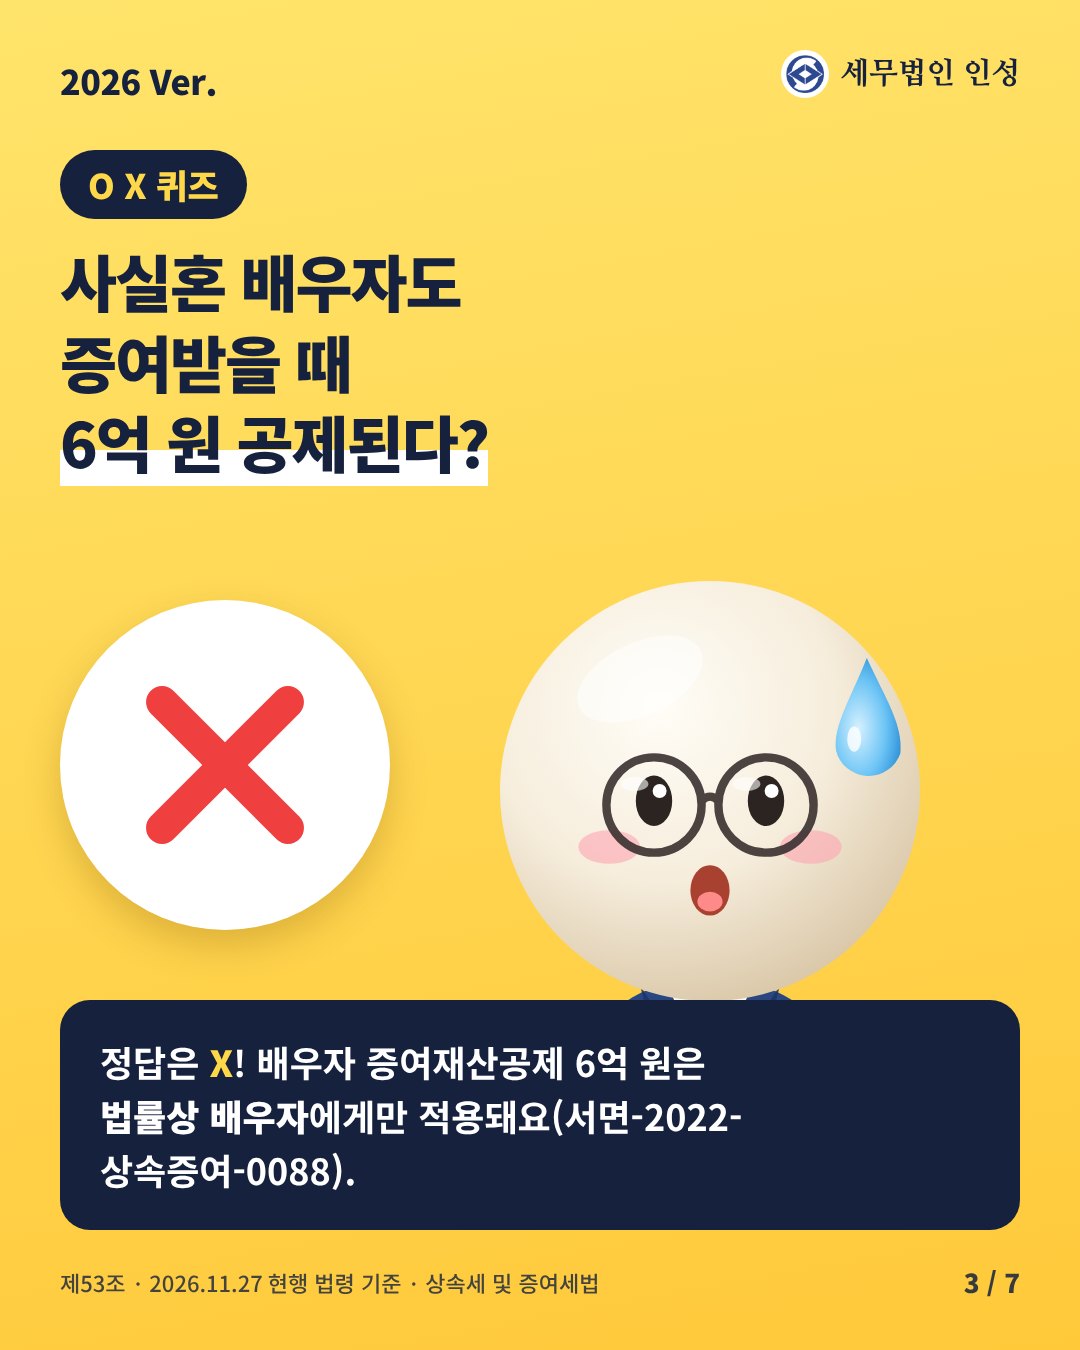 2026 Ver.
세무법인 인성
O X 퀴즈
사실혼 배우자도
증여받을 때
6억 원 공제된다?
정답은 X! 배우자 증여재산공제 6억 원은
법률상 배우자에게만 적용돼요(서면-2022-
상속증여-0088).
제53조 · 2026.11.27 현행 법령 기준 · 상속세 및 증여세법
3 / 7